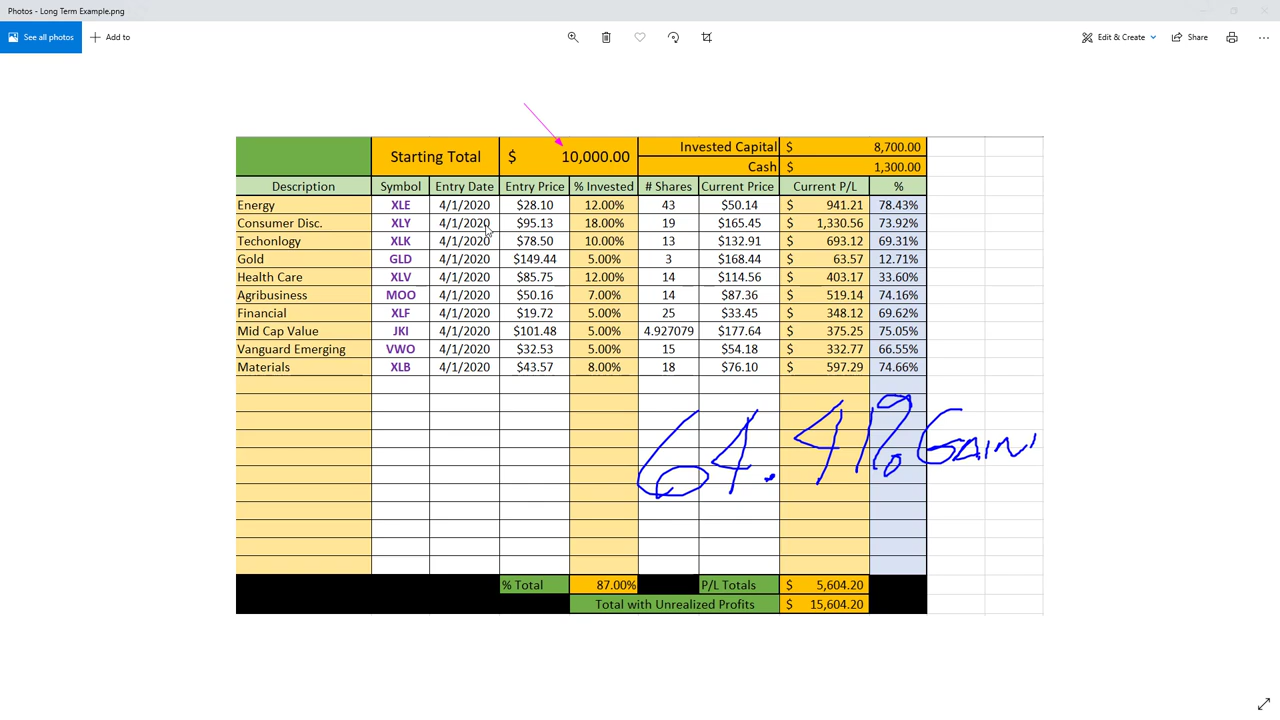 Photos - Long Term Example.png
See all photos + Add to Edit & Create Share
Starting Total $ 10,000.00 Invested Capital $ 8,700.00
Cash $ 1,300.00
Description Symbol Entry Date Entry Price % Invested # Shares Current Price Current P/L %
Energy XLE 4/1/2020 $28.10 12.00% 43 $50.14 $ 941.21 78.43%
Consumer Disc. XLY 4/1/2020 $95.13 18.00% 19 $165.45 $ 1,330.56 73.92%
Techonlogy XLK 4/1/2020 $78.50 10.00% 13 $132.91 $ 693.12 69.31%
Gold GLD 4/1/2020 $149.44 5.00% 3 $168.44 $ 63.57 12.71%
Health Care XLV 4/1/2020 $85.75 12.00% 14 $114.56 $ 403.17 33.60%
Agribusiness MOO 4/1/2020 $50.16 7.00% 14 $87.36 $ 519.14 74.16%
Financial XLF 4/1/2020 $19.72 5.00% 25 $33.45 $ 348.12 69.62%
Mid Cap Value JKI 4/1/2020 $101.48 5.00% 4.927079 $177.64 $ 375.25 75.05%
Vanguard Emerging VWO 4/1/2020 $32.53 5.00% 15 $54.18 $ 332.77 66.55%
Materials XLB 4/1/2020 $43.57 8.00% 18 $76.10 $ 597.29 74.66%
64.41% GAIN
% Total 87.00% P/L Totals $ 5,604.20
Total with Unrealized Profits $ 15,604.20